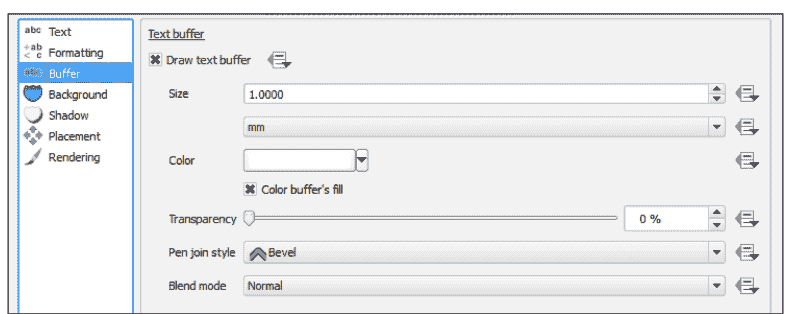 abc Text
+ab
< c Formatting
abc Buffer
Background
Shadow
Placement
Rendering
Text buffer
Draw text buffer
Size 1.0000
mm
Color
Color buffer's fill
Transparency 0 %
Pen join style Bevel
Blend mode Normal